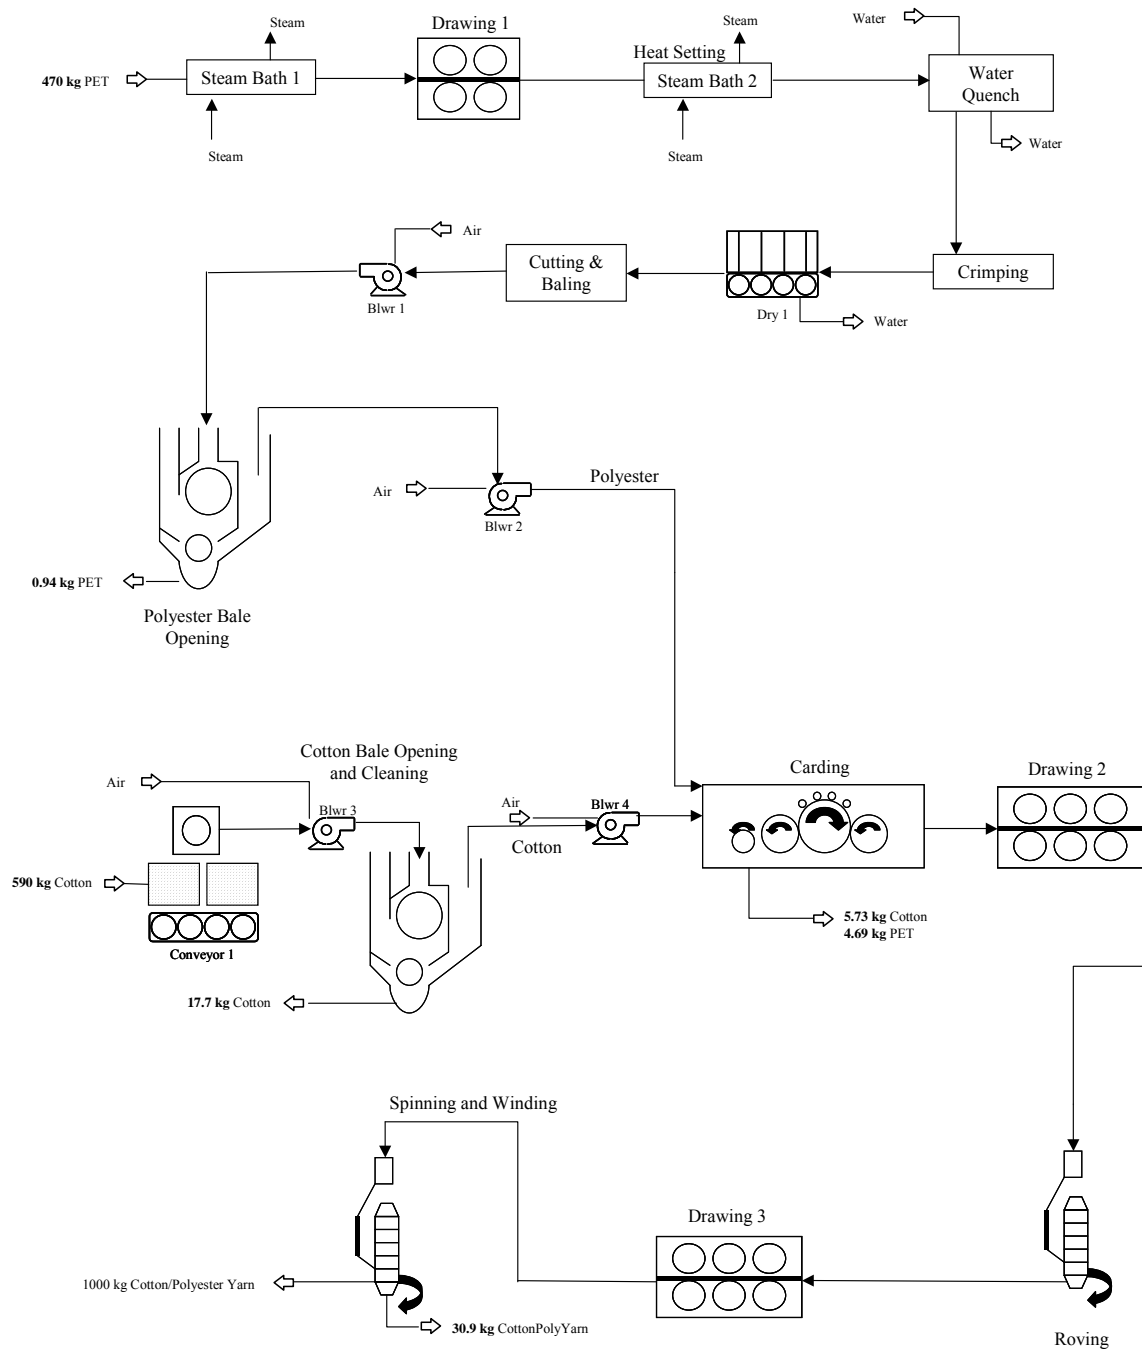 Drawing 1
Steam
Steam
Water
Heat Setting
470 kg PET
Steam Bath 1
Steam Bath 2
Water
Quench
Steam
Steam
Water
Air
Cutting &
Baling
Crimping
Blwr 1
Dry 1
Water
Polyester
Air
Blwr 2
0.94 kg PET
Polyester Bale
Opening
Cotton Bale Opening
and Cleaning
Carding
Drawing 2
Air
Blwr 3
Air
Blwr 4
Cotton
590 kg Cotton
5.73 kg Cotton
4.69 kg PET
Conveyor 1
17.7 kg Cotton
Spinning and Winding
Drawing 3
1000 kg Cotton/Polyester Yarn
30.9 kg CottonPolyYarn
Roving